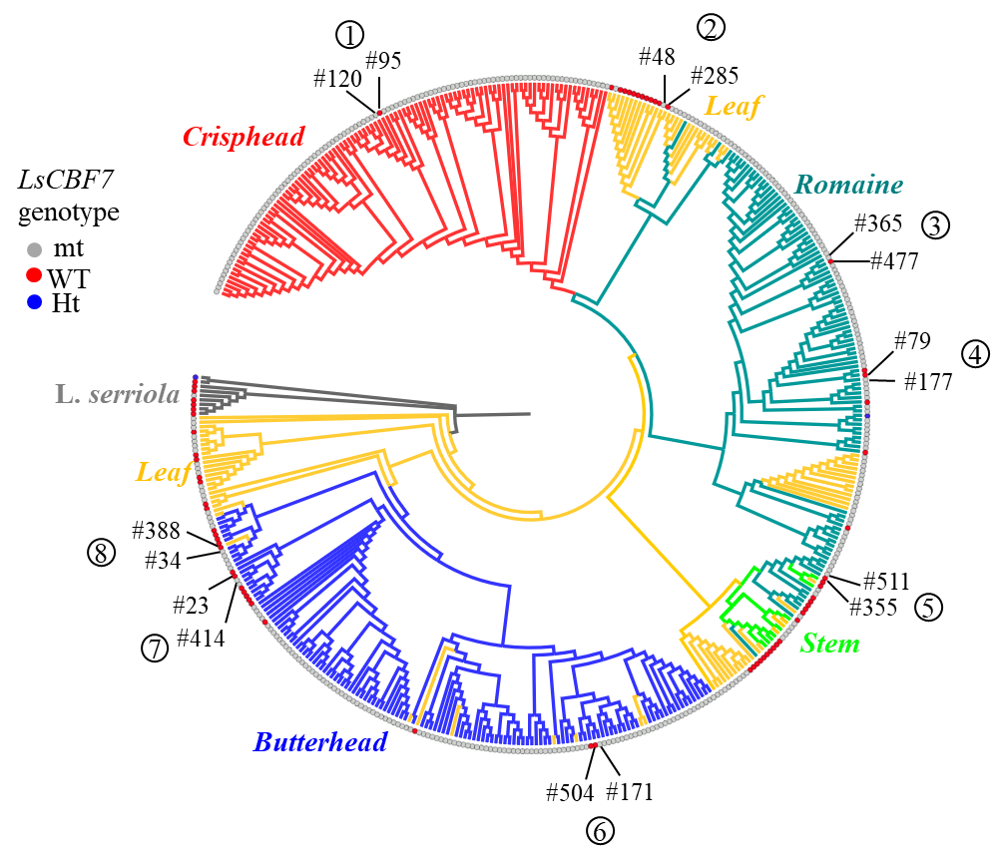 ①
#95
#120
②
#48
#285
Leaf
Crisphead
LsCBF7
genotype
mt
WT
Ht
Romaine
#365
③
#477
#79
④
#177
L. serriola
Leaf
#388
⑧
#34
#23
⑦
#414
#511
#355
⑤
Stem
Butterhead
#504
#171
⑥